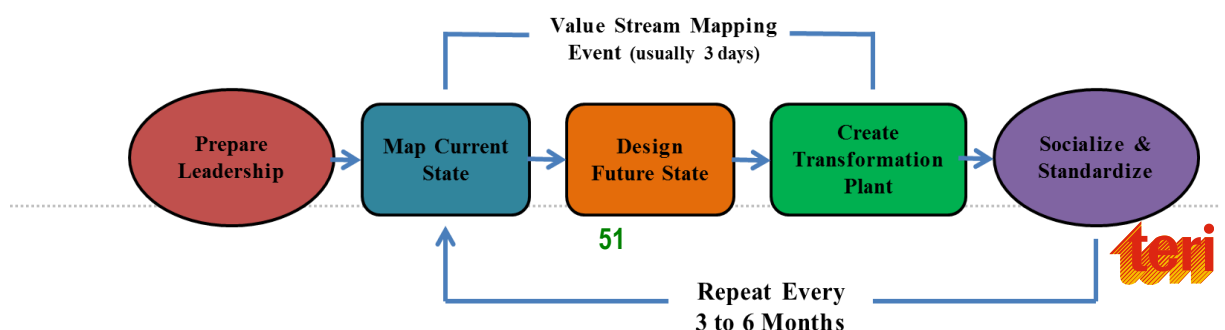 Value Stream Mapping
Event (usually 3 days)
Prepare
Leadership
Map Current
State
Design
Future State
Create
Transformation
Plant
Socialize &
Standardize
51
teri
Repeat Every
3 to 6 Months